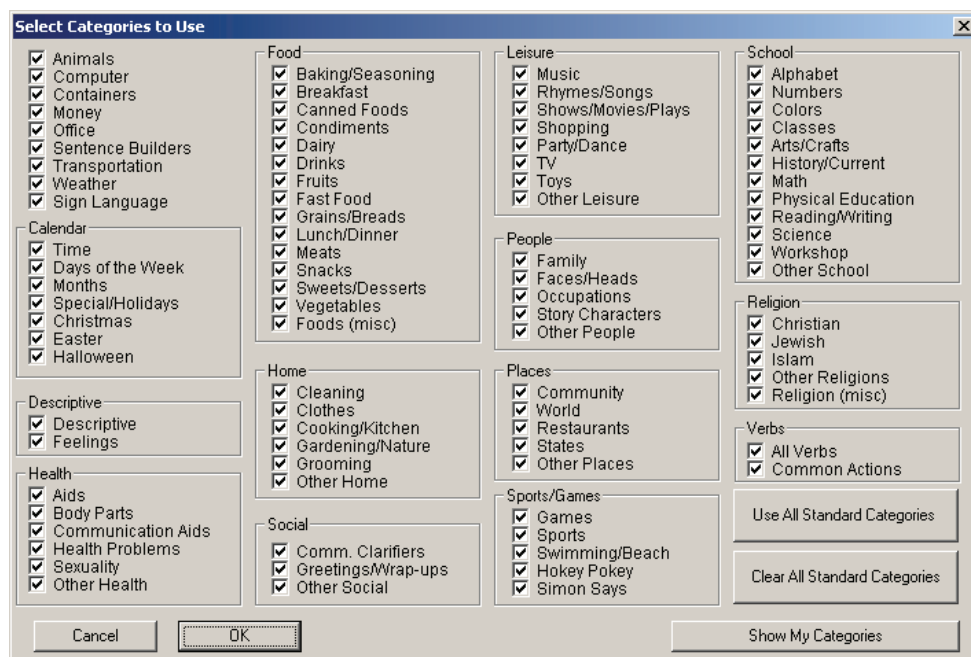 Select Categories to Use
Animals
Computer
Containers
Money
Office
Sentence Builders
Transportation
Weather
Sign Language
Calendar
Time
Days of the Week
Months
Special/Holidays
Christmas
Easter
Halloween
Descriptive
Descriptive
Feelings
Health
Aids
Body Parts
Communication Aids
Health Problems
Sexuality
Other Health
Food
Baking/Seasoning
Breakfast
Canned Foods
Condiments
Dairy
Drinks
Fruits
Fast Food
Grains/Breads
Lunch/Dinner
Meats
Snacks
Sweets/Desserts
Vegetables
Foods (misc)
Home
Cleaning
Clothes
Cooking/Kitchen
Gardening/Nature
Grooming
Other Home
Social
Comm. Clarifiers
Greetings/Wrap-ups
Other Social
Leisure
Music
Rhymes/Songs
Shows/Movies/Plays
Shopping
Party/Dance
TV
Toys
Other Leisure
People
Family
Faces/Heads
Occupations
Story Characters
Other People
Places
Community
World
Restaurants
States
Other Places
Sports/Games
Games
Sports
Swimming/Beach
Hokey Pokey
Simon Says
School
Alphabet
Numbers
Colors
Classes
Arts/Crafts
History/Current
Math
Physical Education
Reading/Writing
Science
Workshop
Other School
Religion
Christian
Jewish
Islam
Other Religions
Religion (misc)
Verbs
All Verbs
Common Actions
Use All Standard Categories
Clear All Standard Categories
Cancel
OK
Show My Categories